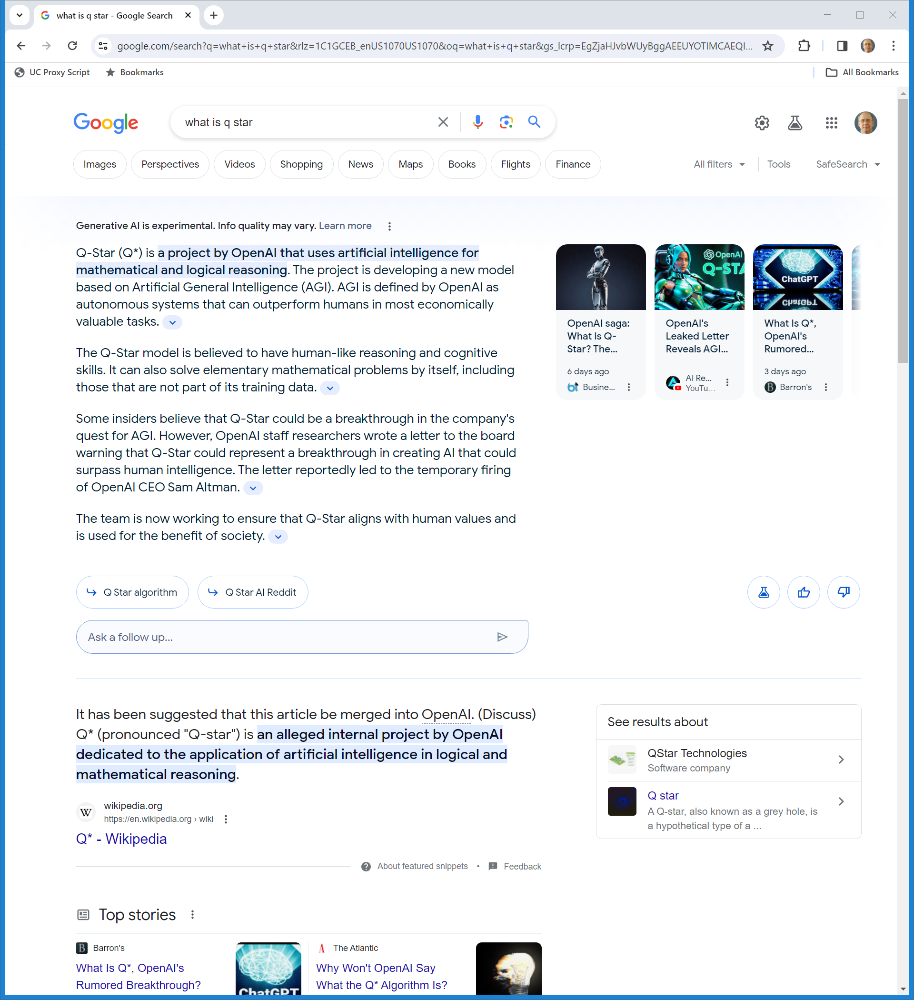 what is q star - Google Search
google.com/search?q=what+is+q+star&rlz=1C1GCEB_enUS1070US1070&oq=what+is+q+star&gs_lcrp=EgZjaHJvbWUyBggAEEUYOTIMCAEQI...
UC Proxy Script
Bookmarks
All Bookmarks
Google
what is q star
Images
Perspectives
Videos
Shopping
News
Maps
Books
Flights
Finance
All filters
Tools
SafeSearch
Generative AI is experimental. Info quality may vary. Learn more
Q-Star (Q*) is a project by OpenAI that uses artificial intelligence for
mathematical and logical reasoning. The project is developing a new model
based on Artificial General Intelligence (AGI). AGI is defined by OpenAI as
autonomous systems that can outperform humans in most economically
valuable tasks.
The Q-Star model is believed to have human-like reasoning and cognitive
skills. It can also solve elementary mathematical problems by itself, including
those that are not part of its training data.
Some insiders believe that Q-Star could be a breakthrough in the company's
quest for AGI. However, OpenAI staff researchers wrote a letter to the board
warning that Q-Star could represent a breakthrough in creating AI that could
surpass human intelligence. The letter reportedly led to the temporary firing
of OpenAI CEO Sam Altman.
The team is now working to ensure that Q-Star aligns with human values and
is used for the benefit of society.
OpenAI saga:
What is Q-
Star? The...
6 days ago
bt
Busine...
OpenAI
Q-STA
OpenAI's
Leaked Letter
Reveals AGI...
AI Re...
YouTu...
ChatGPT
ChatGPT
What Is Q*,
OpenAI's
Rumored...
3 days ago
B
Barron's
Q Star algorithm
Q Star AI Reddit
Ask a follow up...
It has been suggested that this article be merged into OpenAI. (Discuss)
Q* (pronounced "Q-star") is an alleged internal project by OpenAI
dedicated to the application of artificial intelligence in logical and
mathematical reasoning.
W
wikipedia.org
https://en.wikipedia.org › wiki
Q* - Wikipedia
About featured snippets
•
Feedback
See results about
QStar Technologies
Software company
Q star
A Q-star, also known as a grey hole, is
a hypothetical type of a ...
Top stories
B
Barron's
What Is Q*, OpenAI's
Rumored Breakthrough?
ChatGPT
A
The Atlantic
Why Won't OpenAI Say
What the Q* Algorithm Is?